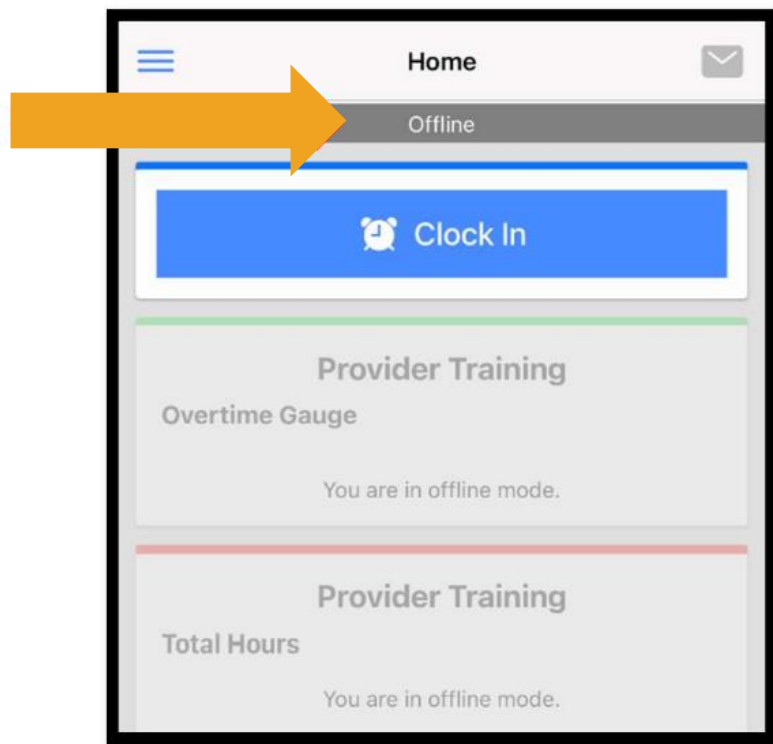 Home
Offline
Clock In
Provider Training
Overtime Gauge
You are in offline mode.
Provider Training
Total Hours
You are in offline mode.